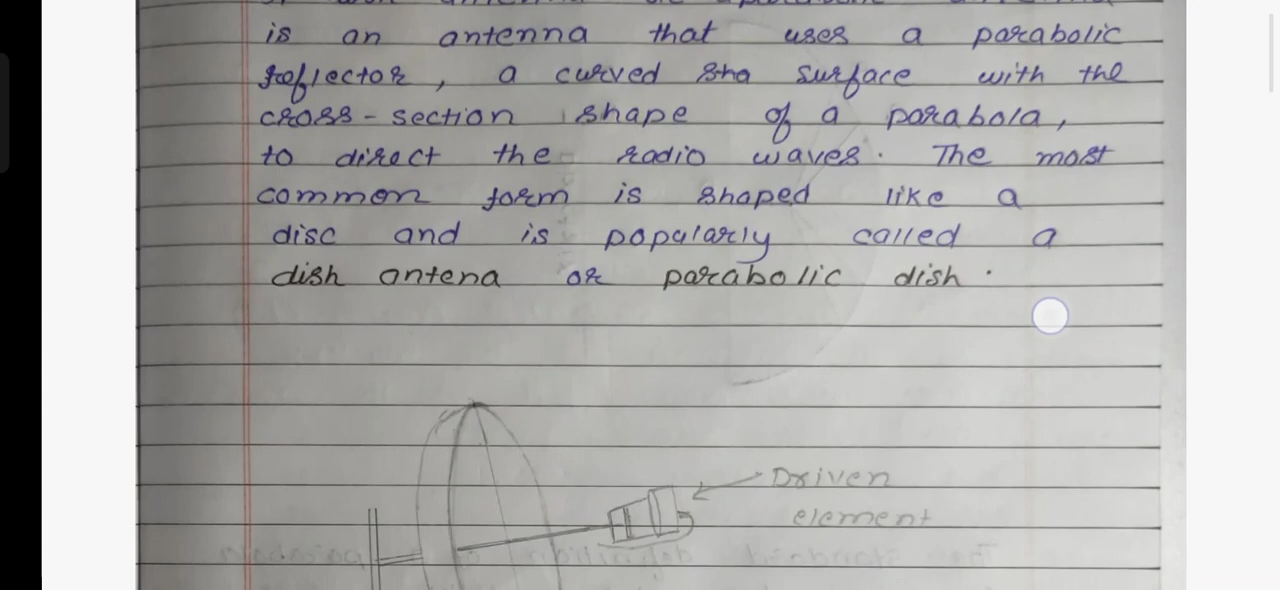 is an antenna that uses a parabolic
reflector, a curved sha surface with the
cross-section shape of a parabola,
to direct the radio waves. The most
common form is shaped like a
disc and is popularly called a
dish antena or parabolic dish.
Driven
element